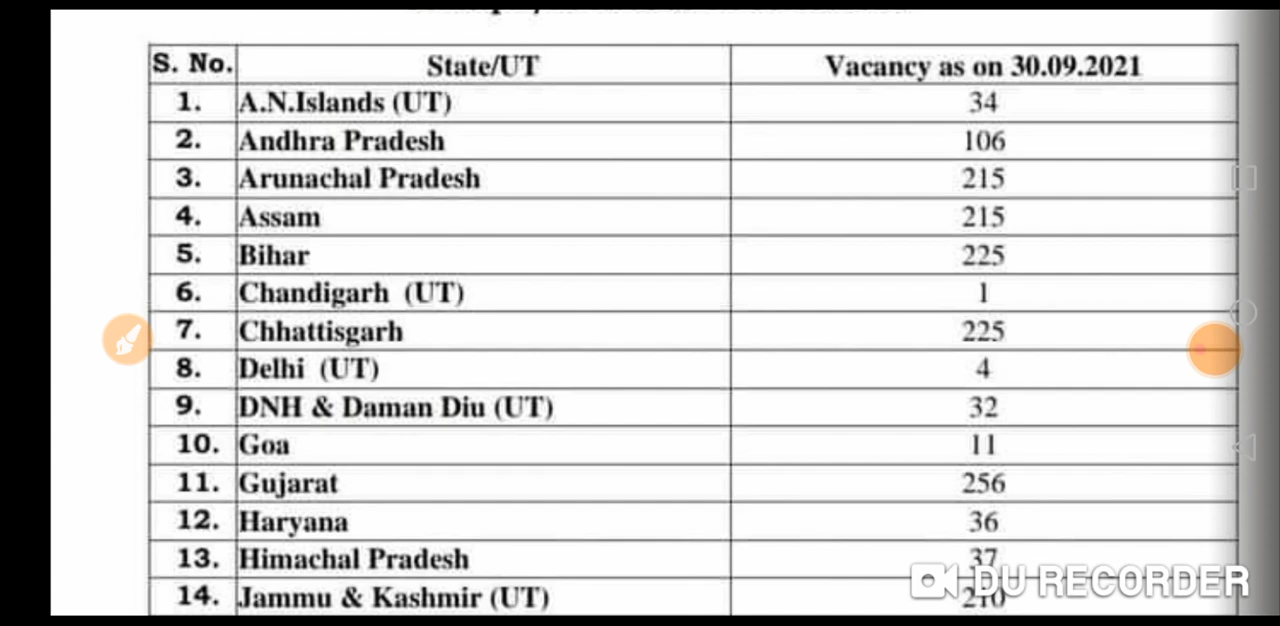 S. No. State/UT Vacancy as on 30.09.2021
1. A.N.Islands (UT) 34
2. Andhra Pradesh 106
3. Arunachal Pradesh 215
4. Assam 215
5. Bihar 225
6. Chandigarh (UT) 1
7. Chhattisgarh 225
8. Delhi (UT) 4
9. DNH & Daman Diu (UT) 32
10. Goa 11
11. Gujarat 256
12. Haryana 36
13. Himachal Pradesh 37
14. Jammu & Kashmir (UT) 210
DU RECORDER